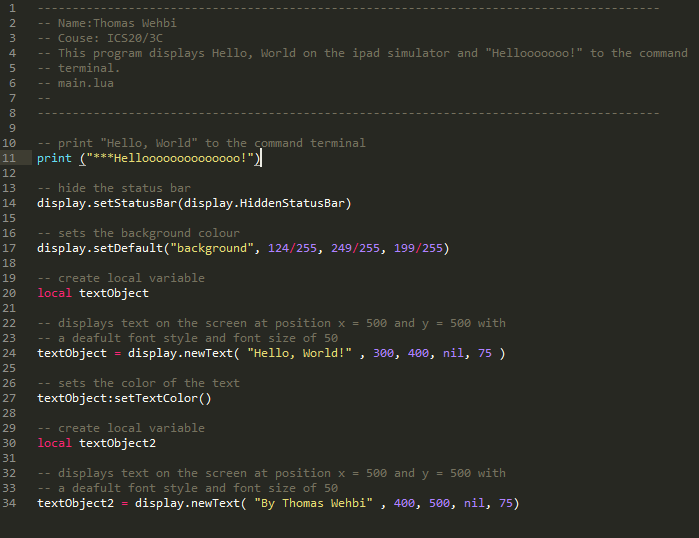 1 -----------------------------------------------------------------------------------------
2 -- Name:Thomas Wehbi
3 -- Couse: ICS20/3C
4 -- This program displays Hello, World on the ipad simulator and "Hellooooooo!" to the command
5 -- terminal.
6 -- main.lua
7 --
8 -----------------------------------------------------------------------------------------
9
10 -- print "Hello, World" to the command terminal
11 print ("***Helloooooooooooooo!")
12
13 -- hide the status bar
14 display.setStatusBar(display.HiddenStatusBar)
15
16 -- sets the background colour
17 display.setDefault("background", 124/255, 249/255, 199/255)
18
19 -- create local variable
20 local textObject
21
22 -- displays text on the screen at position x = 500 and y = 500 with
23 -- a deafult font style and font size of 50
24 textObject = display.newText( "Hello, World!" , 300, 400, nil, 75 )
25
26 -- sets the color of the text
27 textObject:setTextColor()
28
29 -- create local variable
30 local textObject2
31
32 -- displays text on the screen at position x = 500 and y = 500 with
33 -- a deafult font style and font size of 50
34 textObject2 = display.newText( "By Thomas Wehbi" , 400, 500, nil, 75)